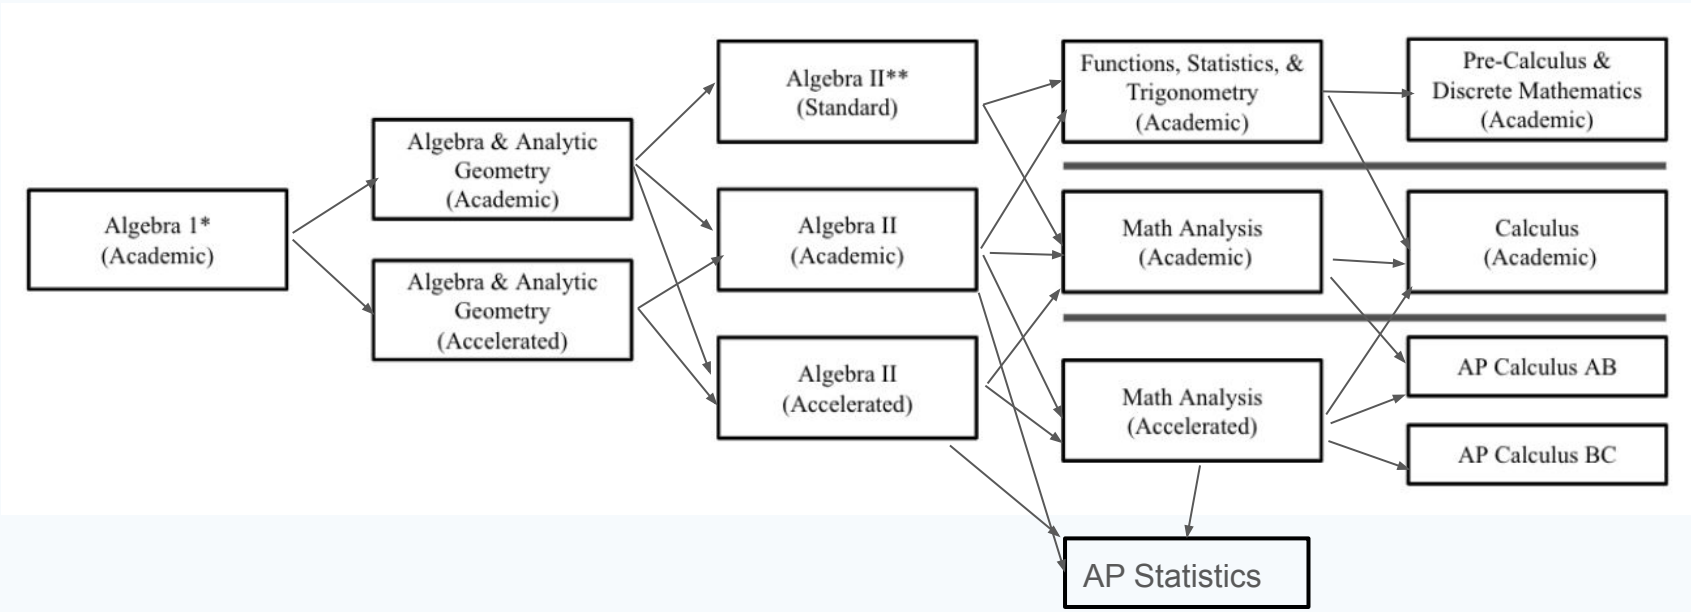 Algebra 1*
(Academic)
Algebra & Analytic
Geometry
(Academic)
Algebra & Analytic
Geometry
(Accelerated)
Algebra II**
(Standard)
Algebra II
(Academic)
Algebra II
(Accelerated)
Functions, Statistics, &
Trigonometry
(Academic)
Math Analysis
(Academic)
Math Analysis
(Accelerated)
AP Statistics
Pre-Calculus &
Discrete Mathematics
(Academic)
Calculus
(Academic)
AP Calculus AB
AP Calculus BC